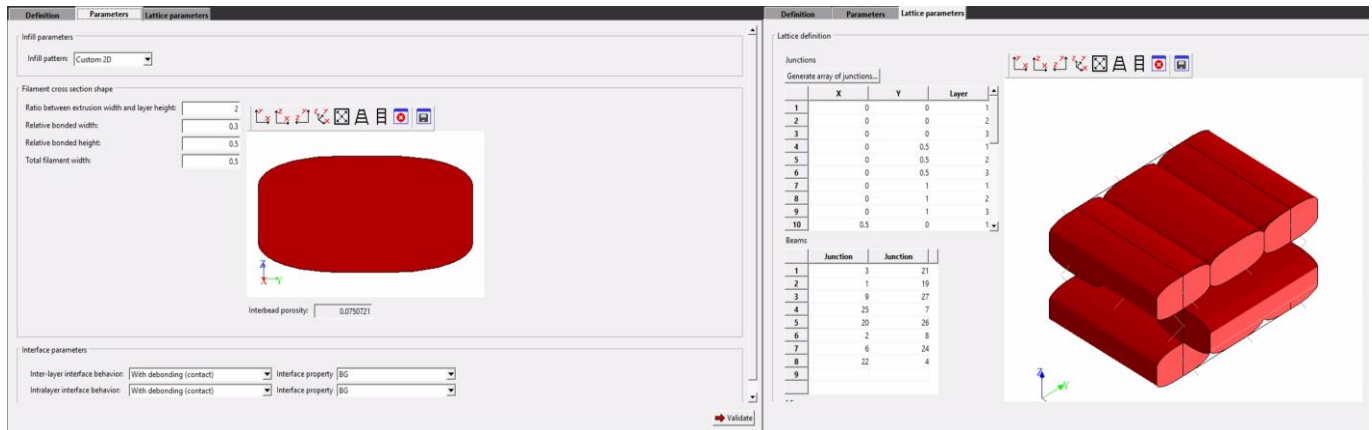 Definition Parameters Lattice parameters
Infill parameters
Infill pattern: Custom 2D
Filament cross section shape
Ratio between extrusion width and layer height: 2
Relative bonded width: 0.3
Relative bonded height: 0.5
Total filament width: 0.5
Interbead porosity: 0.0750721
Interface parameters
Inter-layer interface behavior: With debonding (contact) Interface property BG
Intralayer interface behavior: With debonding (contact) Interface property BG
Validate
Z
X Y
Definition Parameters Lattice parameters
Lattice definition
Junctions
Generate array of junctions...
X Y Layer
1 0 0 1
2 0 0 2
3 0 0 3
4 0 0.5 1
5 0 0.5 2
6 0 0.5 3
7 0 1 1
8 0 1 2
9 0 1 3
10 0.5 0 1
Beams
Junction Junction
1 3 21
2 1 19
3 9 27
4 25 7
5 20 26
6 2 8
7 6 24
8 22 4
9
Z
Y